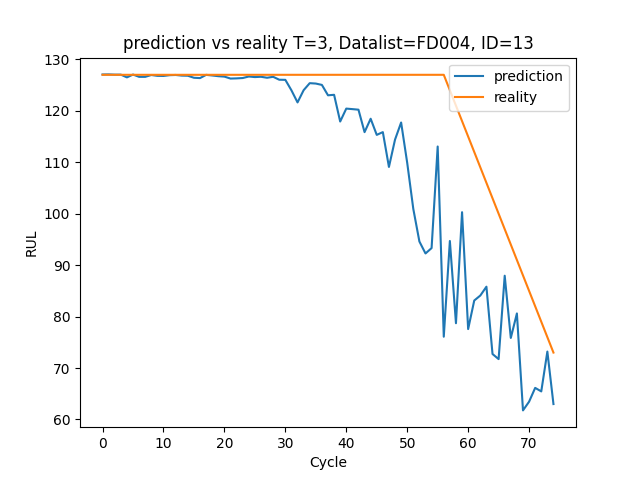 prediction vs reality T=3, Datalist=FD004, ID=13
prediction
reality
RUL
130
120
110
100
90
80
70
60
0 10 20 30 40 50 60 70
Cycle